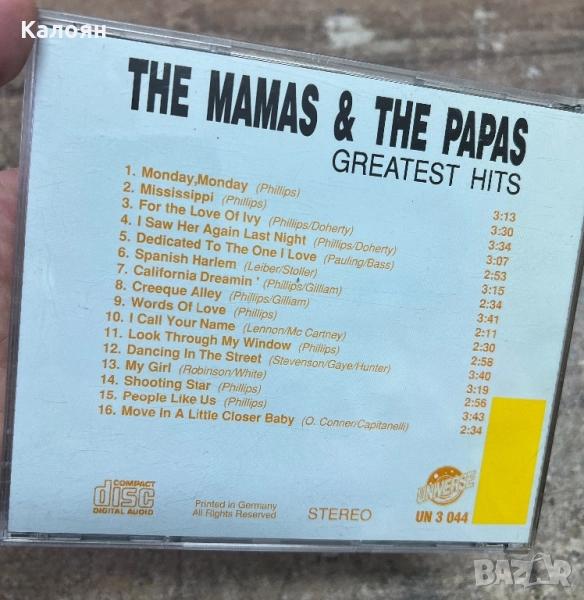 Калоян
THE MAMAS & THE PAPAS
GREATEST HITS
1. Monday,Monday (Phillips) 3:13
2. Mississippi (Phillips) 3:30
3. For the Love Of Ivy (Phillips/Doherty) 3:34
4. I Saw Her Again Last Night (Phillips/Doherty) 3:07
5. Dedicated To The One I Love (Pauling/Bass) 2:53
6. Spanish Harlem (Leiber/Stoller) 3:15
7. California Dreamin' (Phillips/Gilliam) 2:34
8. Creeque Alley (Phillips/Gilliam) 3:41
9. Words Of Love (Phillips) 2:11
10. I Call Your Name (Lennon/Mc Cartney) 2:30
11. Look Through My Window (Phillips) 2:58
12. Dancing In The Street (Stevenson/Gaye/Hunter) 3:40
13. My Girl (Robinson/White) 3:19
14. Shooting Star (Phillips) 2:56
15. People Like Us (Phillips) 3:43
16. Move In A Little Closer Baby (O. Conner/Capitanelli) 2:34
COMPACT
disc
DIGITAL AUDIO
Printed in Germany
All Rights Reserved
STEREO
UNIVERSE
UN 3 044
BAZAR